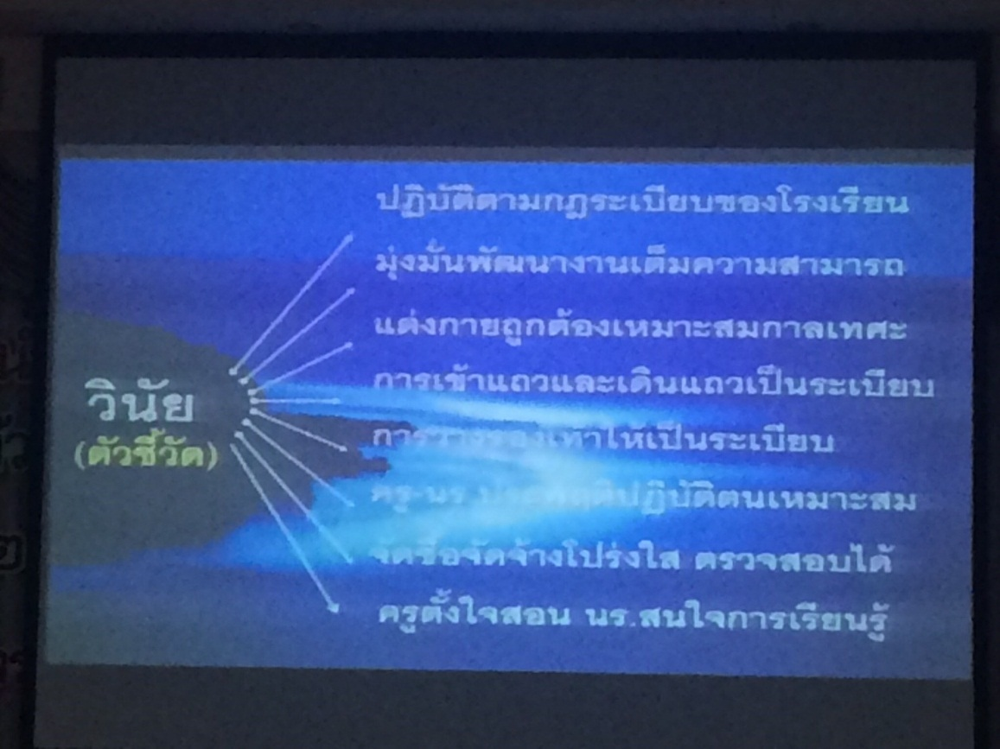 ปฏิบัติตามกฎระเบียบของโรงเรียน
มุ่งมั่นพัฒนางานเต็มความสามารถ
แต่งกายถูกต้องเหมาะสมกาลเทศะ
การเข้าแถวและเดินแถวเป็นระเบียบ
วินัย
(ตัวชี้วัด)
การวางรองเท้าให้เป็นระเบียบ
ครู-นร.ประพฤติปฏิบัติตนเหมาะสม
จัดซื้อจัดจ้างโปร่งใส ตรวจสอบได้
ครูตั้งใจสอน นร.สนใจการเรียนรู้